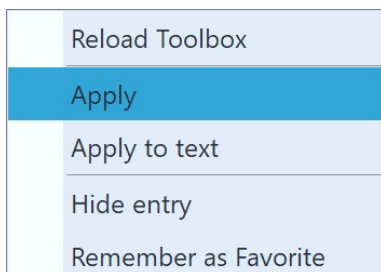 Reload Toolbox
Apply
Apply to text
Hide entry
Remember as Favorite